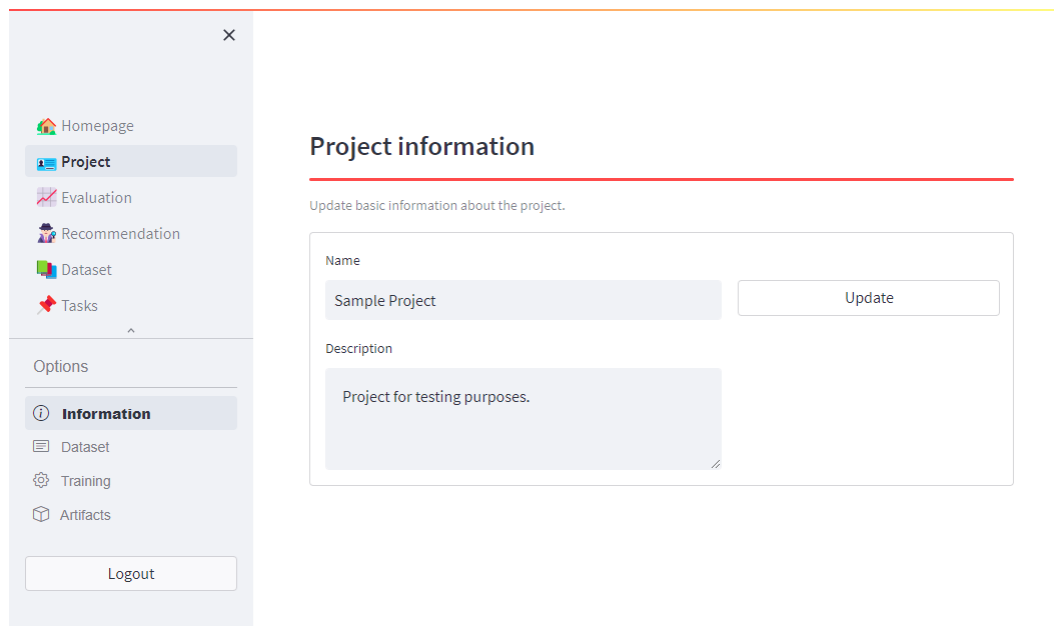 Homepage
Project
Evaluation
Recommendation
Dataset
Tasks
Options
Information
Dataset
Training
Artifacts
Logout
Project information
Update basic information about the project.
Name
Sample Project
Update
Description
Project for testing purposes.